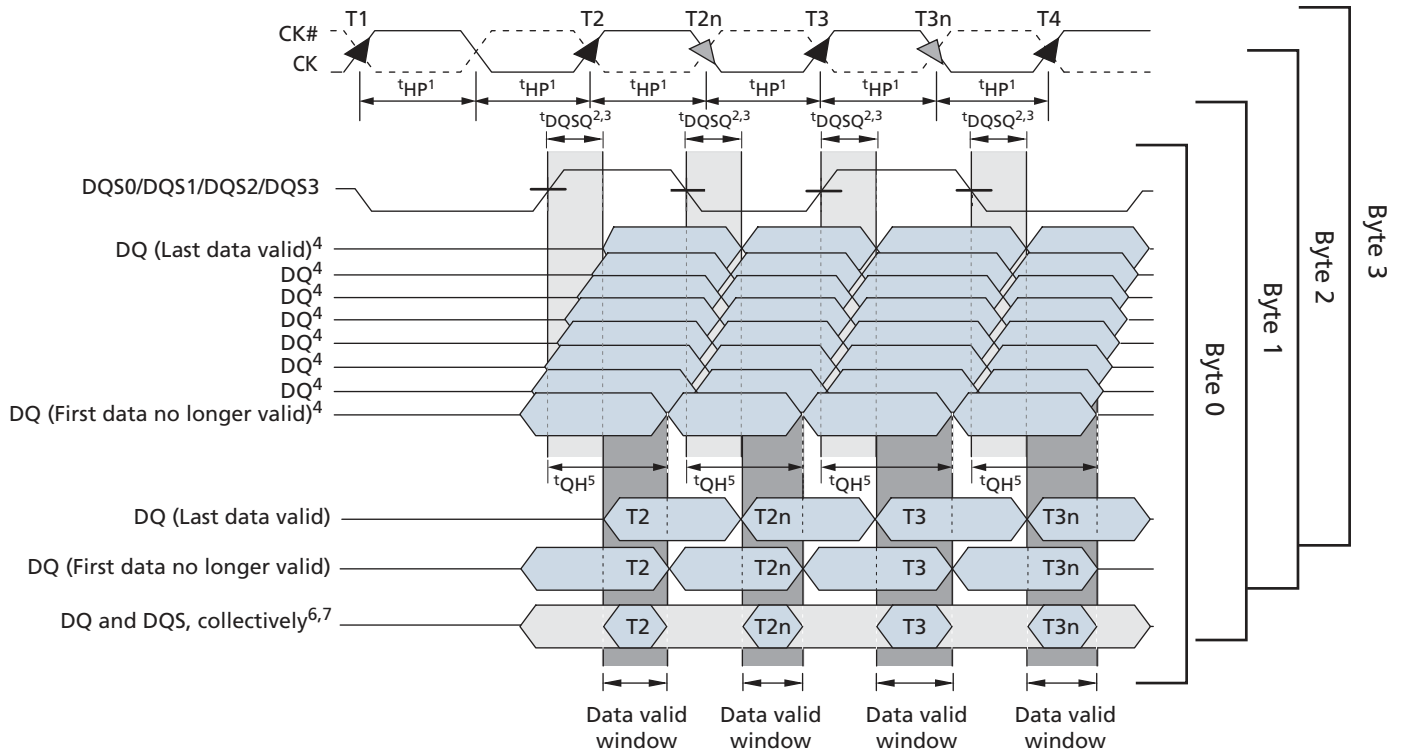 T1 T2 T2n T3 T3n T4
CK#
CK
tHP1 tHP1 tHP1 tHP1 tHP1 tHP1
tDQSQ2,3 tDQSQ2,3 tDQSQ2,3 tDQSQ2,3
DQS0/DQS1/DQS2/DQS3
DQ (Last data valid)4
DQ4
DQ4
DQ4
DQ4
DQ4
DQ4
DQ (First data no longer valid)4
tQH5 tQH5 tQH5 tQH5
DQ (Last data valid) T2 T2n T3 T3n
DQ (First data no longer valid) T2 T2n T3 T3n
DQ and DQS, collectively6,7 T2 T2n T3 T3n
Data valid window
Data valid window
Data valid window
Data valid window
Byte 0
Byte 1
Byte 2
Byte 3